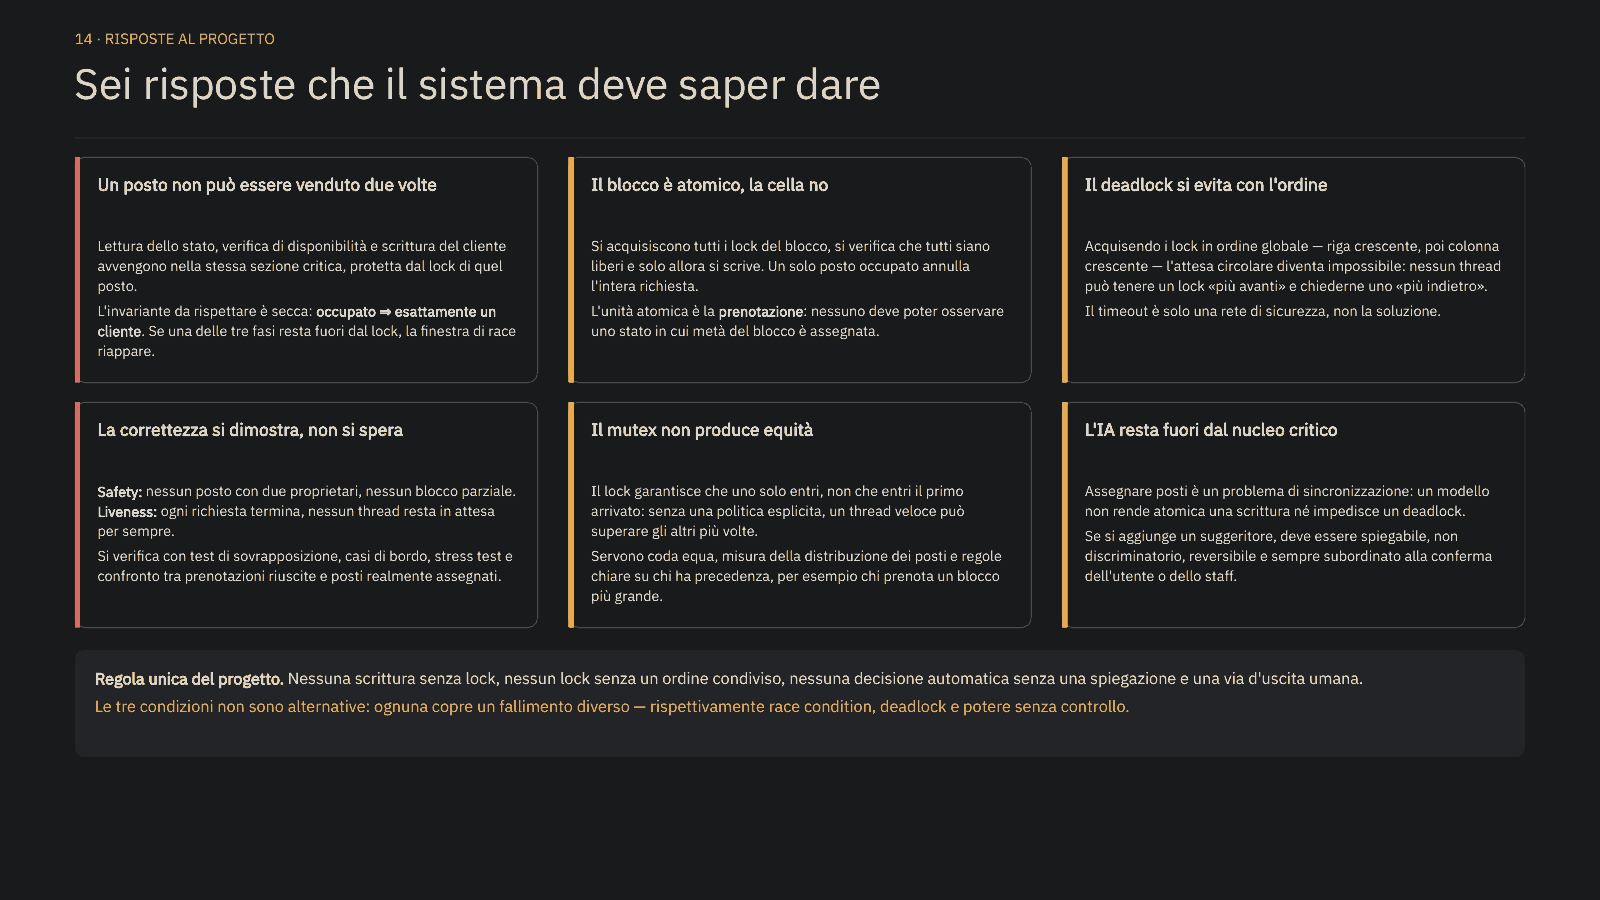 14 · RISPOSTE AL PROGETTO
Sei risposte che il sistema deve saper dare
Un posto non può essere venduto due volte
Lettura dello stato, verifica di disponibilità e scrittura del cliente
avvengono nella stessa sezione critica, protetta dal lock di quel
posto.
L'invariante da rispettare è secca: occupato ⇒ esattamente un
cliente. Se una delle tre fasi resta fuori dal lock, la finestra di race
riappare.
Il blocco è atomico, la cella no
Si acquisiscono tutti i lock del blocco, si verifica che tutti siano
liberi e solo allora si scrive. Un solo posto occupato annulla
l'intera richiesta.
L'unità atomica è la prenotazione: nessuno deve poter osservare
uno stato in cui metà del blocco è assegnata.
Il deadlock si evita con l'ordine
Acquisendo i lock in ordine globale — riga crescente, poi colonna
crescente — l'attesa circolare diventa impossibile: nessun thread
può tenere un lock «più avanti» e chiederne uno «più indietro».
Il timeout è solo una rete di sicurezza, non la soluzione.
La correttezza si dimostra, non si spera
Safety: nessun posto con due proprietari, nessun blocco parziale.
Liveness: ogni richiesta termina, nessun thread resta in attesa
per sempre.
Si verifica con test di sovrapposizione, casi di bordo, stress test e
confronto tra prenotazioni riuscite e posti realmente assegnati.
Il mutex non produce equità
Il lock garantisce che uno solo entri, non che entri il primo
arrivato: senza una politica esplicita, un thread veloce può
superare gli altri più volte.
Servono coda equa, misura della distribuzione dei posti e regole
chiare su chi ha precedenza, per esempio chi prenota un blocco
più grande.
L'IA resta fuori dal nucleo critico
Assegnare posti è un problema di sincronizzazione: un modello
non rende atomica una scrittura né impedisce un deadlock.
Se si aggiunge un suggeritore, deve essere spiegabile, non
discriminatorio, reversibile e sempre subordinato alla conferma
dell'utente o dello staff.
Regola unica del progetto. Nessuna scrittura senza lock, nessun lock senza un ordine condiviso, nessuna decisione automatica senza una spiegazione e una via d'uscita umana.
Le tre condizioni non sono alternative: ognuna copre un fallimento diverso — rispettivamente race condition, deadlock e potere senza controllo.